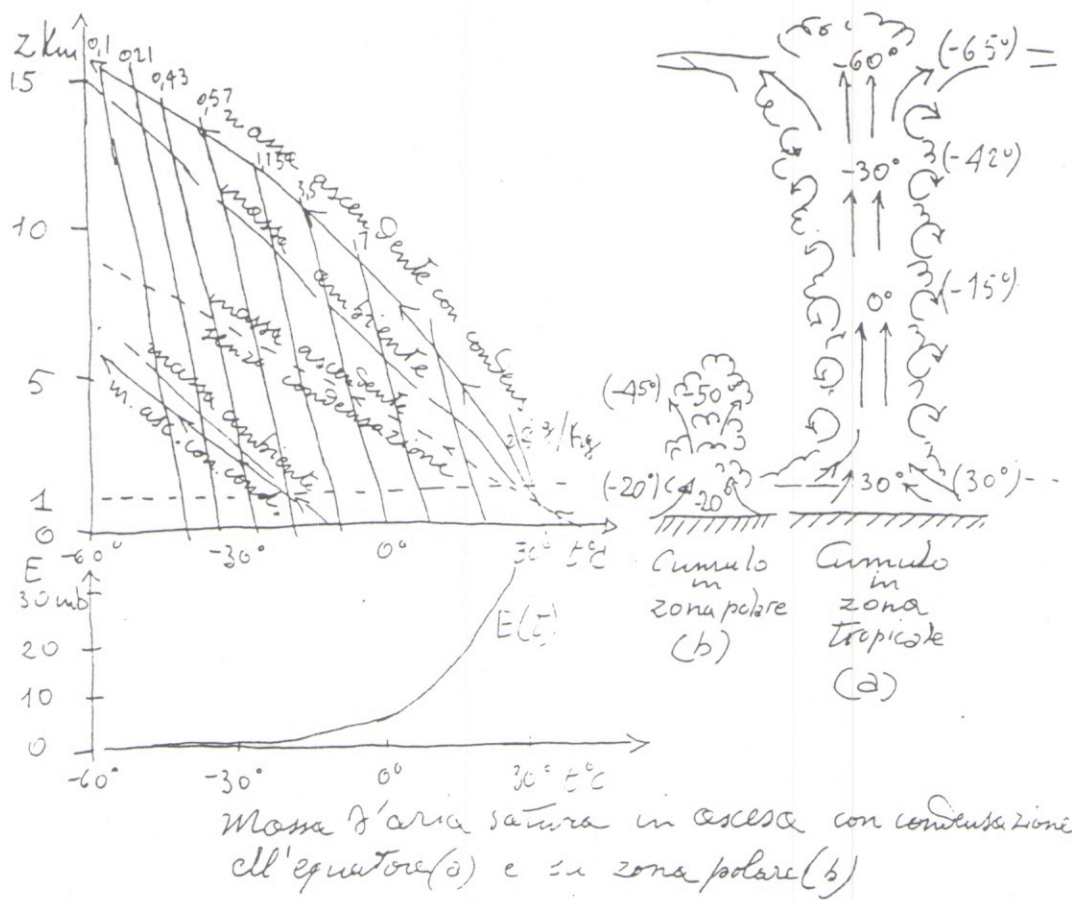 z Km
0,1
0,21
0,43
0,57
1,154
3,5
7
15
10
5
1
0
massa ascendente con condens.
massa ambiente
massa ascendente
senza condensazione
massa ambiente
m. asc. con. cond.
g/Kg
-60°
-30°
0°
30° t°C
E
30 mb
20
10
0
E(t)
-60°
-30°
0°
30° t°C
-60°
(-65°)
-30°
(-42°)
0°
(-15°)
30°
(30°)
(-45°)
-50°
(-20°)
-20°
Cumulo
in
zona polare
(b)
Cumulo
in
zona
tropicale
(a)
Massa d'aria satura in ascesa con condensazione
all'equatore(a) e in zona polare(b)